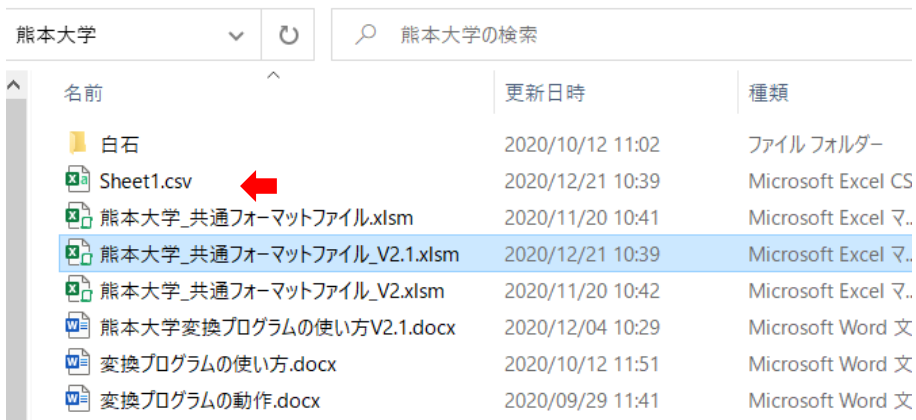 熊本大学 熊本大学の検索
名前 更新日時 種類
白石 2020/10/12 11:02 ファイル フォルダー
Sheet1.csv 2020/12/21 10:39 Microsoft Excel CS
熊本大学_共通フォーマットファイル.xlsm 2020/11/20 10:41 Microsoft Excel マ...
熊本大学_共通フォーマットファイル_V2.1.xlsm 2020/12/21 10:39 Microsoft Excel マ...
熊本大学_共通フォーマットファイル_V2.xlsm 2020/11/20 10:42 Microsoft Excel マ...
熊本大学変換プログラムの使い方V2.1.docx 2020/12/04 10:29 Microsoft Word 文
変換プログラムの使い方.docx 2020/10/12 11:51 Microsoft Word 文
変換プログラムの動作.docx 2020/09/29 11:41 Microsoft Word 文